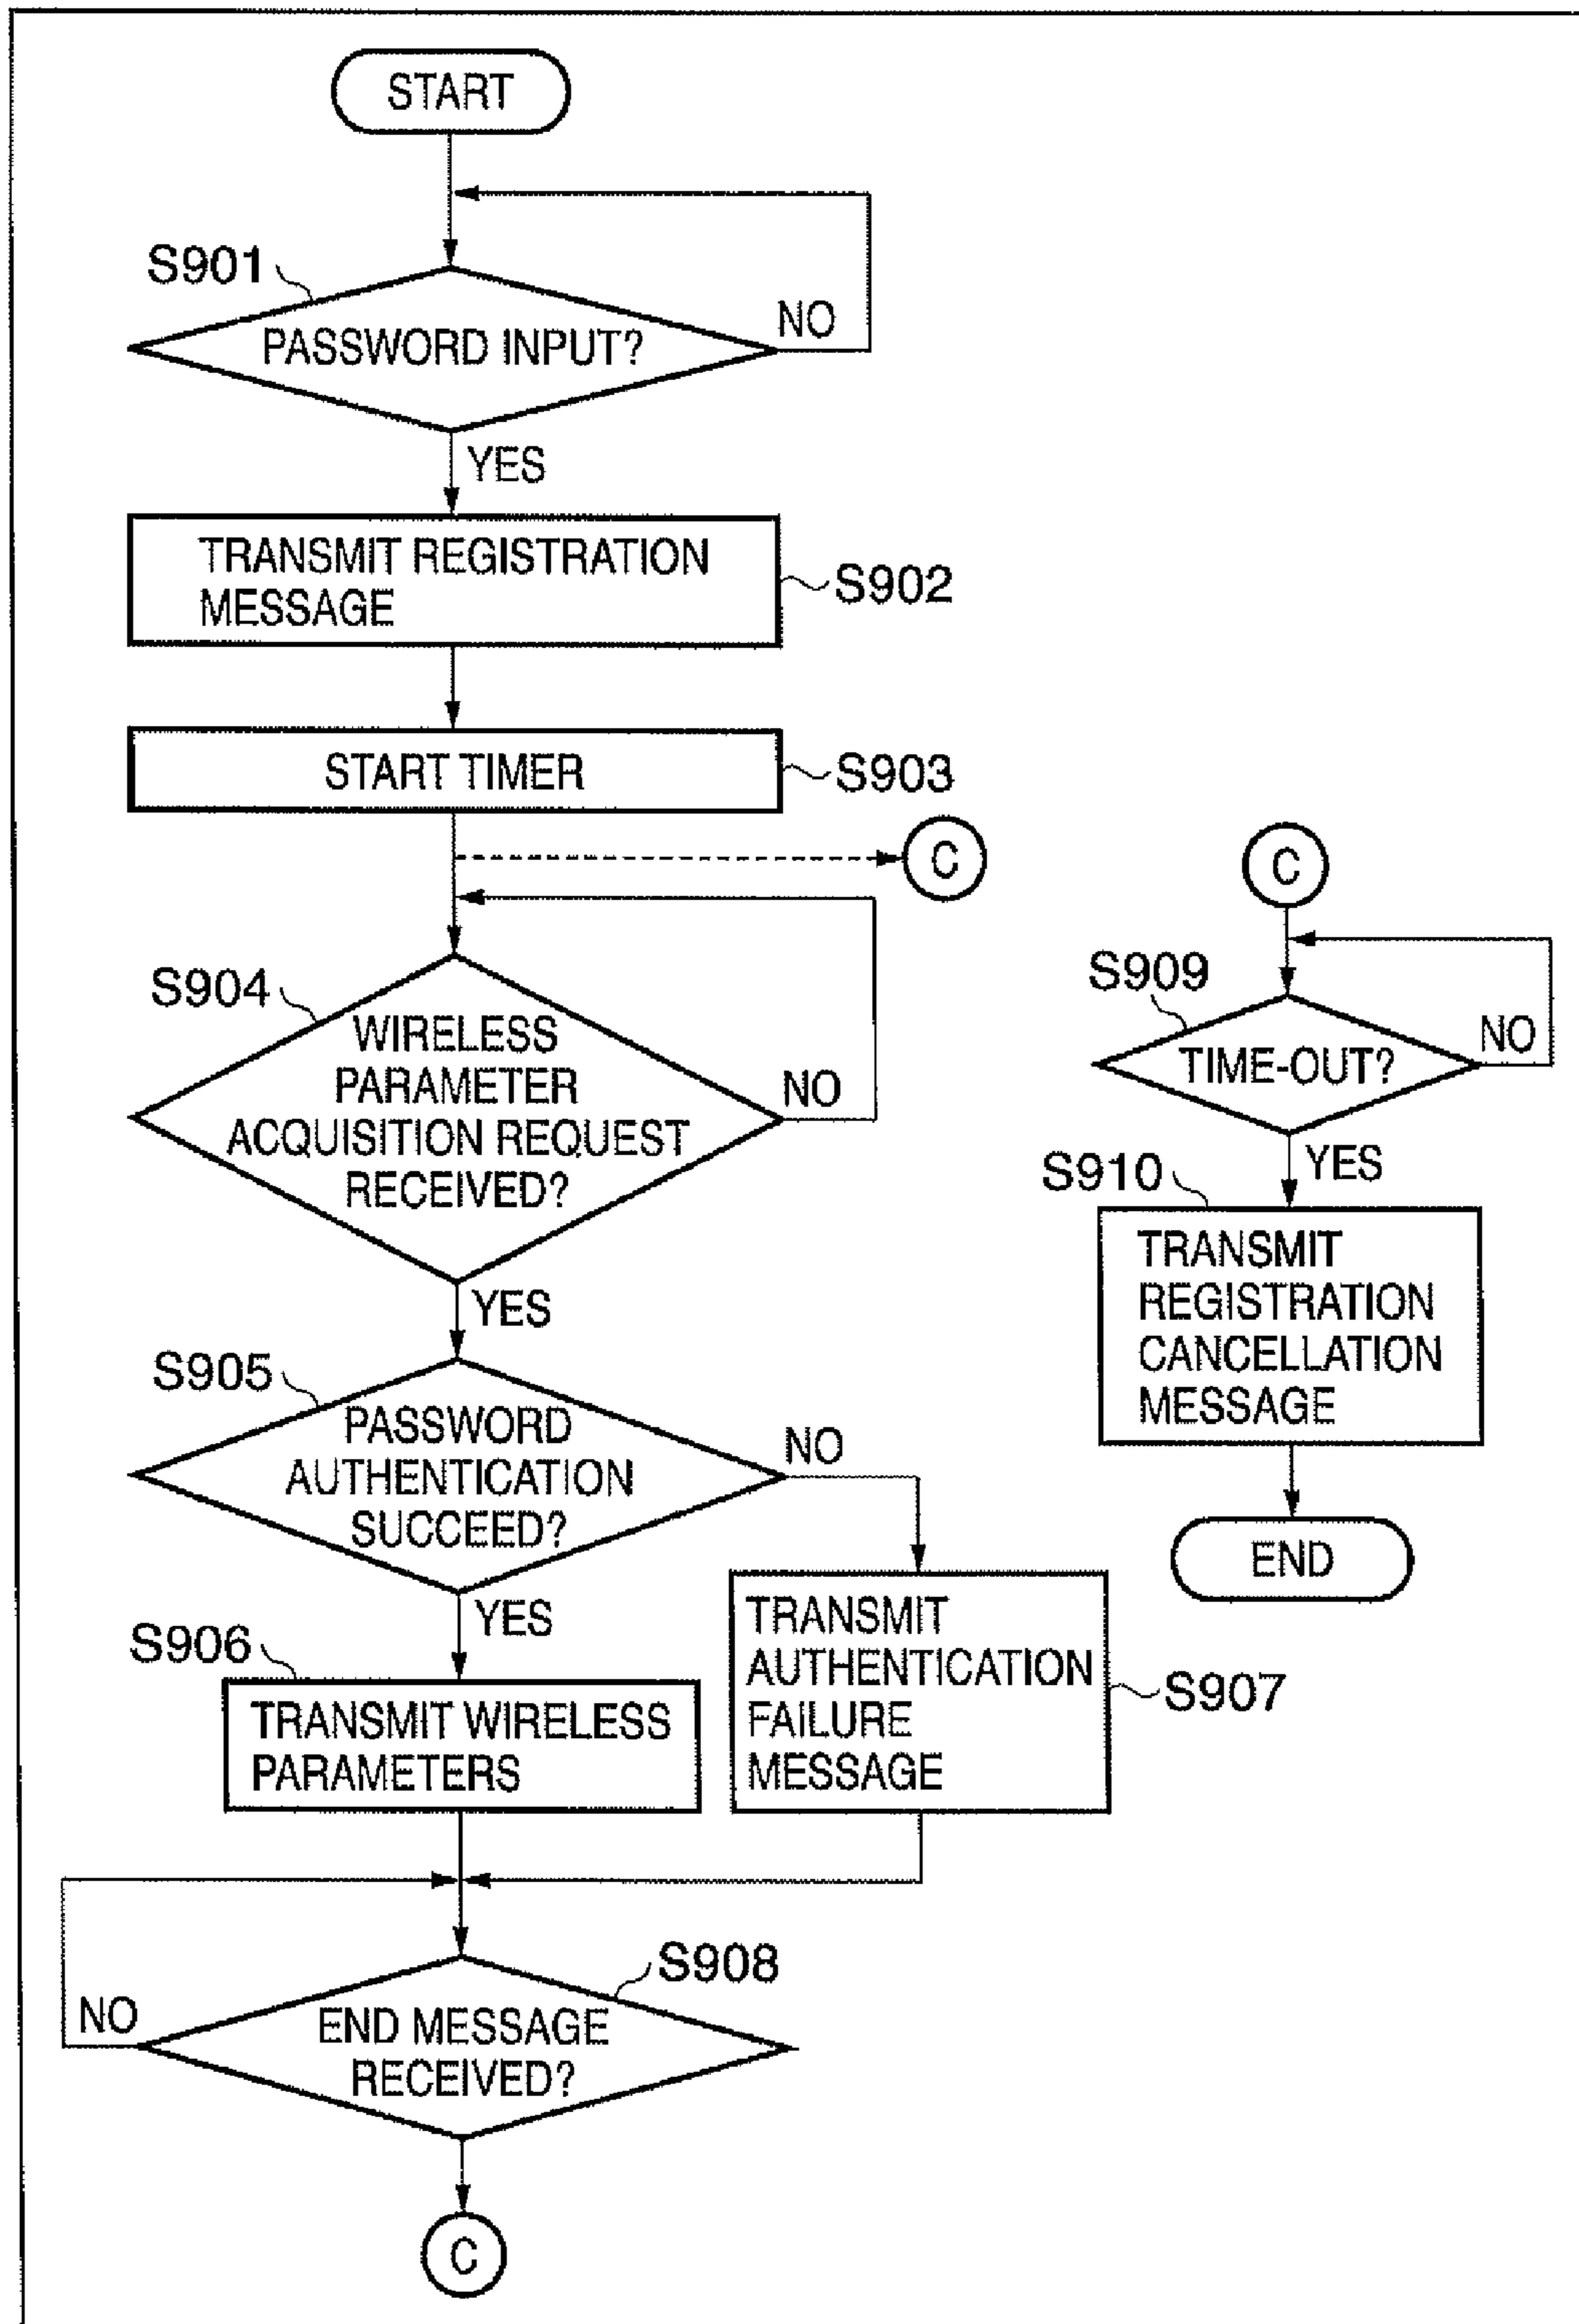 START
S901
PASSWORD INPUT?
NO
YES
TRANSMIT REGISTRATION
MESSAGE
S902
START TIMER
S903
C
S904
WIRELESS
PARAMETER
ACQUISITION REQUEST
RECEIVED?
NO
YES
S905
PASSWORD
AUTHENTICATION
SUCCEED?
NO
YES
S906
TRANSMIT WIRELESS
PARAMETERS
TRANSMIT
AUTHENTICATION
FAILURE
MESSAGE
S907
S908
END MESSAGE
RECEIVED?
NO
C
C
S909
TIME-OUT?
NO
YES
S910
TRANSMIT
REGISTRATION
CANCELLATION
MESSAGE
END